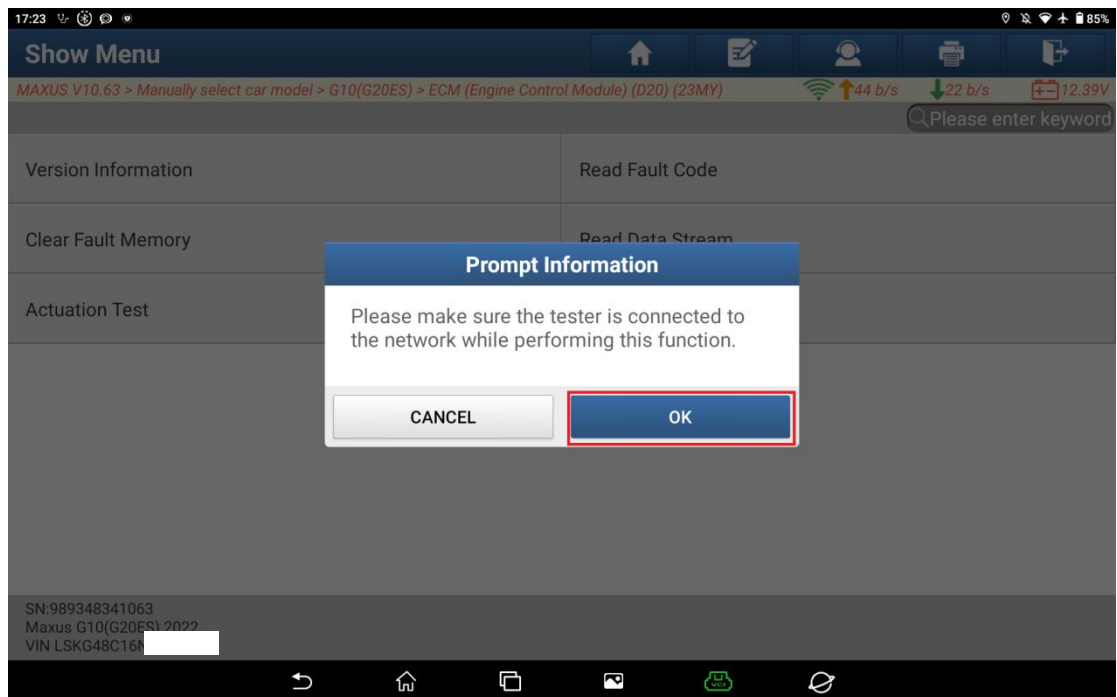 17:23 85%
Show Menu
MAXUS V10.63 > Manually select car model > G10(G20ES) > ECM (Engine Control Module) (D20) (23MY) 44 b/s 22 b/s 12.39V
Please enter keyword
Version Information Read Fault Code
Clear Fault Memory Read Data Stream
Actuation Test
Prompt Information
Please make sure the tester is connected to
the network while performing this function.
CANCEL OK
SN:989348341063
Maxus G10(G20ES) 2022
VIN LSKG48C16
VCI